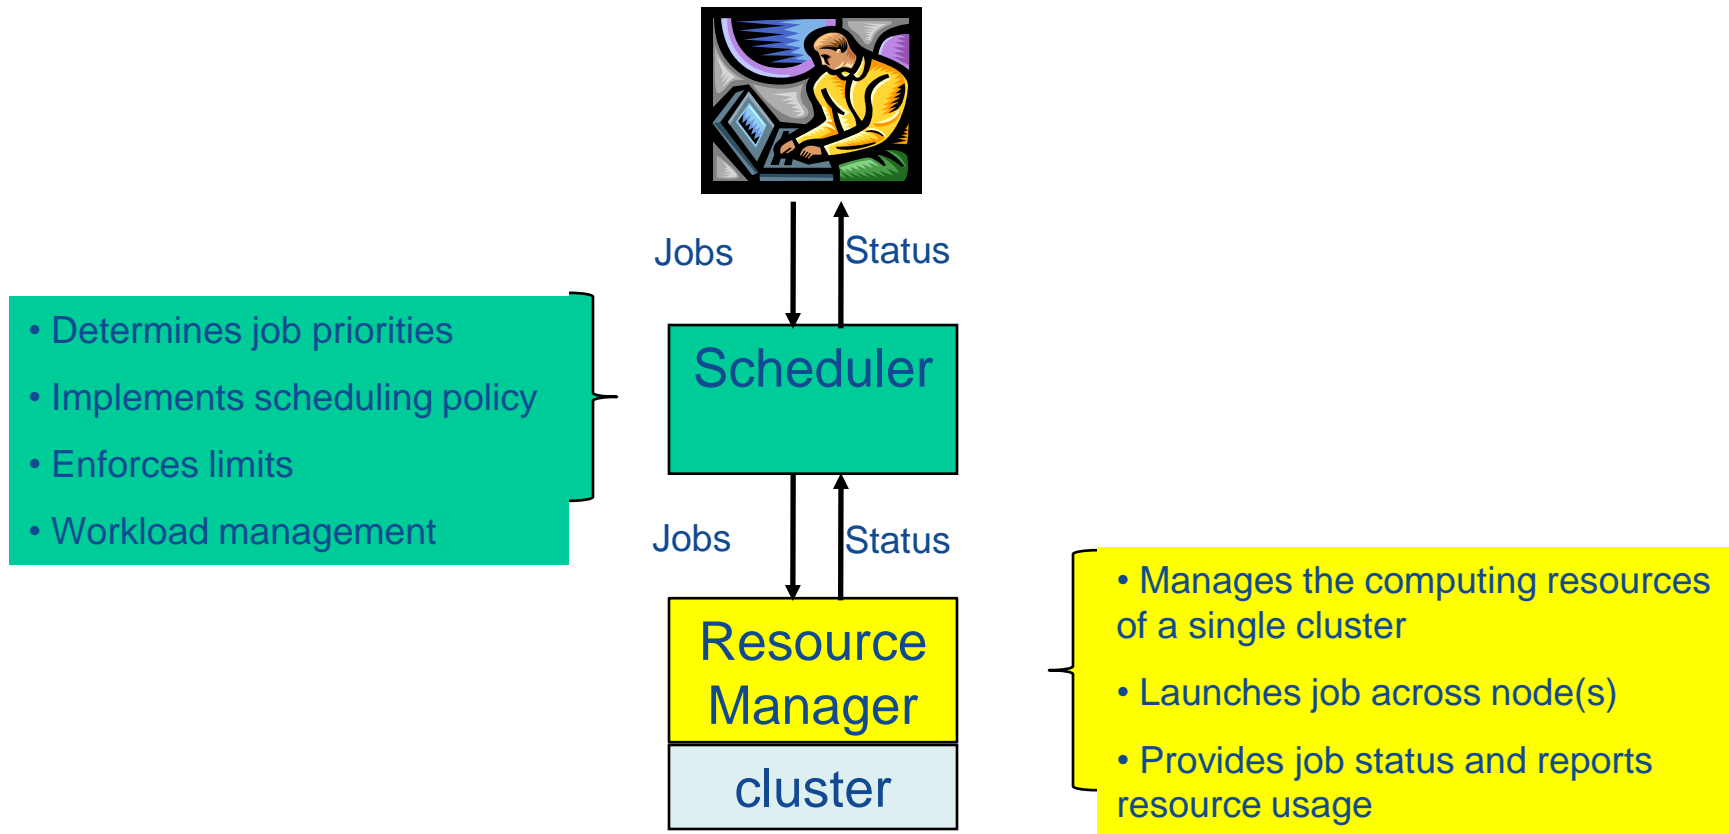 Jobs
Status
• Determines job priorities
• Implements scheduling policy
• Enforces limits
• Workload management
Scheduler
Jobs
Status
Resource
Manager
cluster
• Manages the computing resources
of a single cluster
• Launches job across node(s)
• Provides job status and reports
resource usage